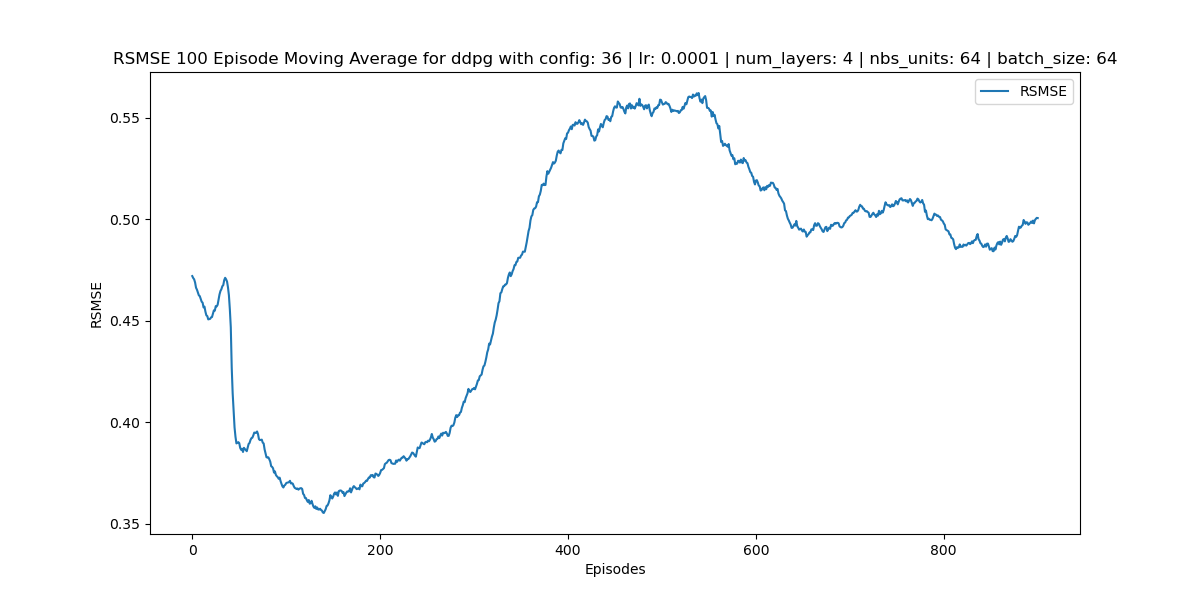 RSMSE 100 Episode Moving Average for ddpg with config: 36 | lr: 0.0001 | num_layers: 4 | nbs_units: 64 | batch_size: 64
RSMSE
0.55
0.50
0.45
0.40
0.35
RSMSE
0
200
400
600
800
Episodes